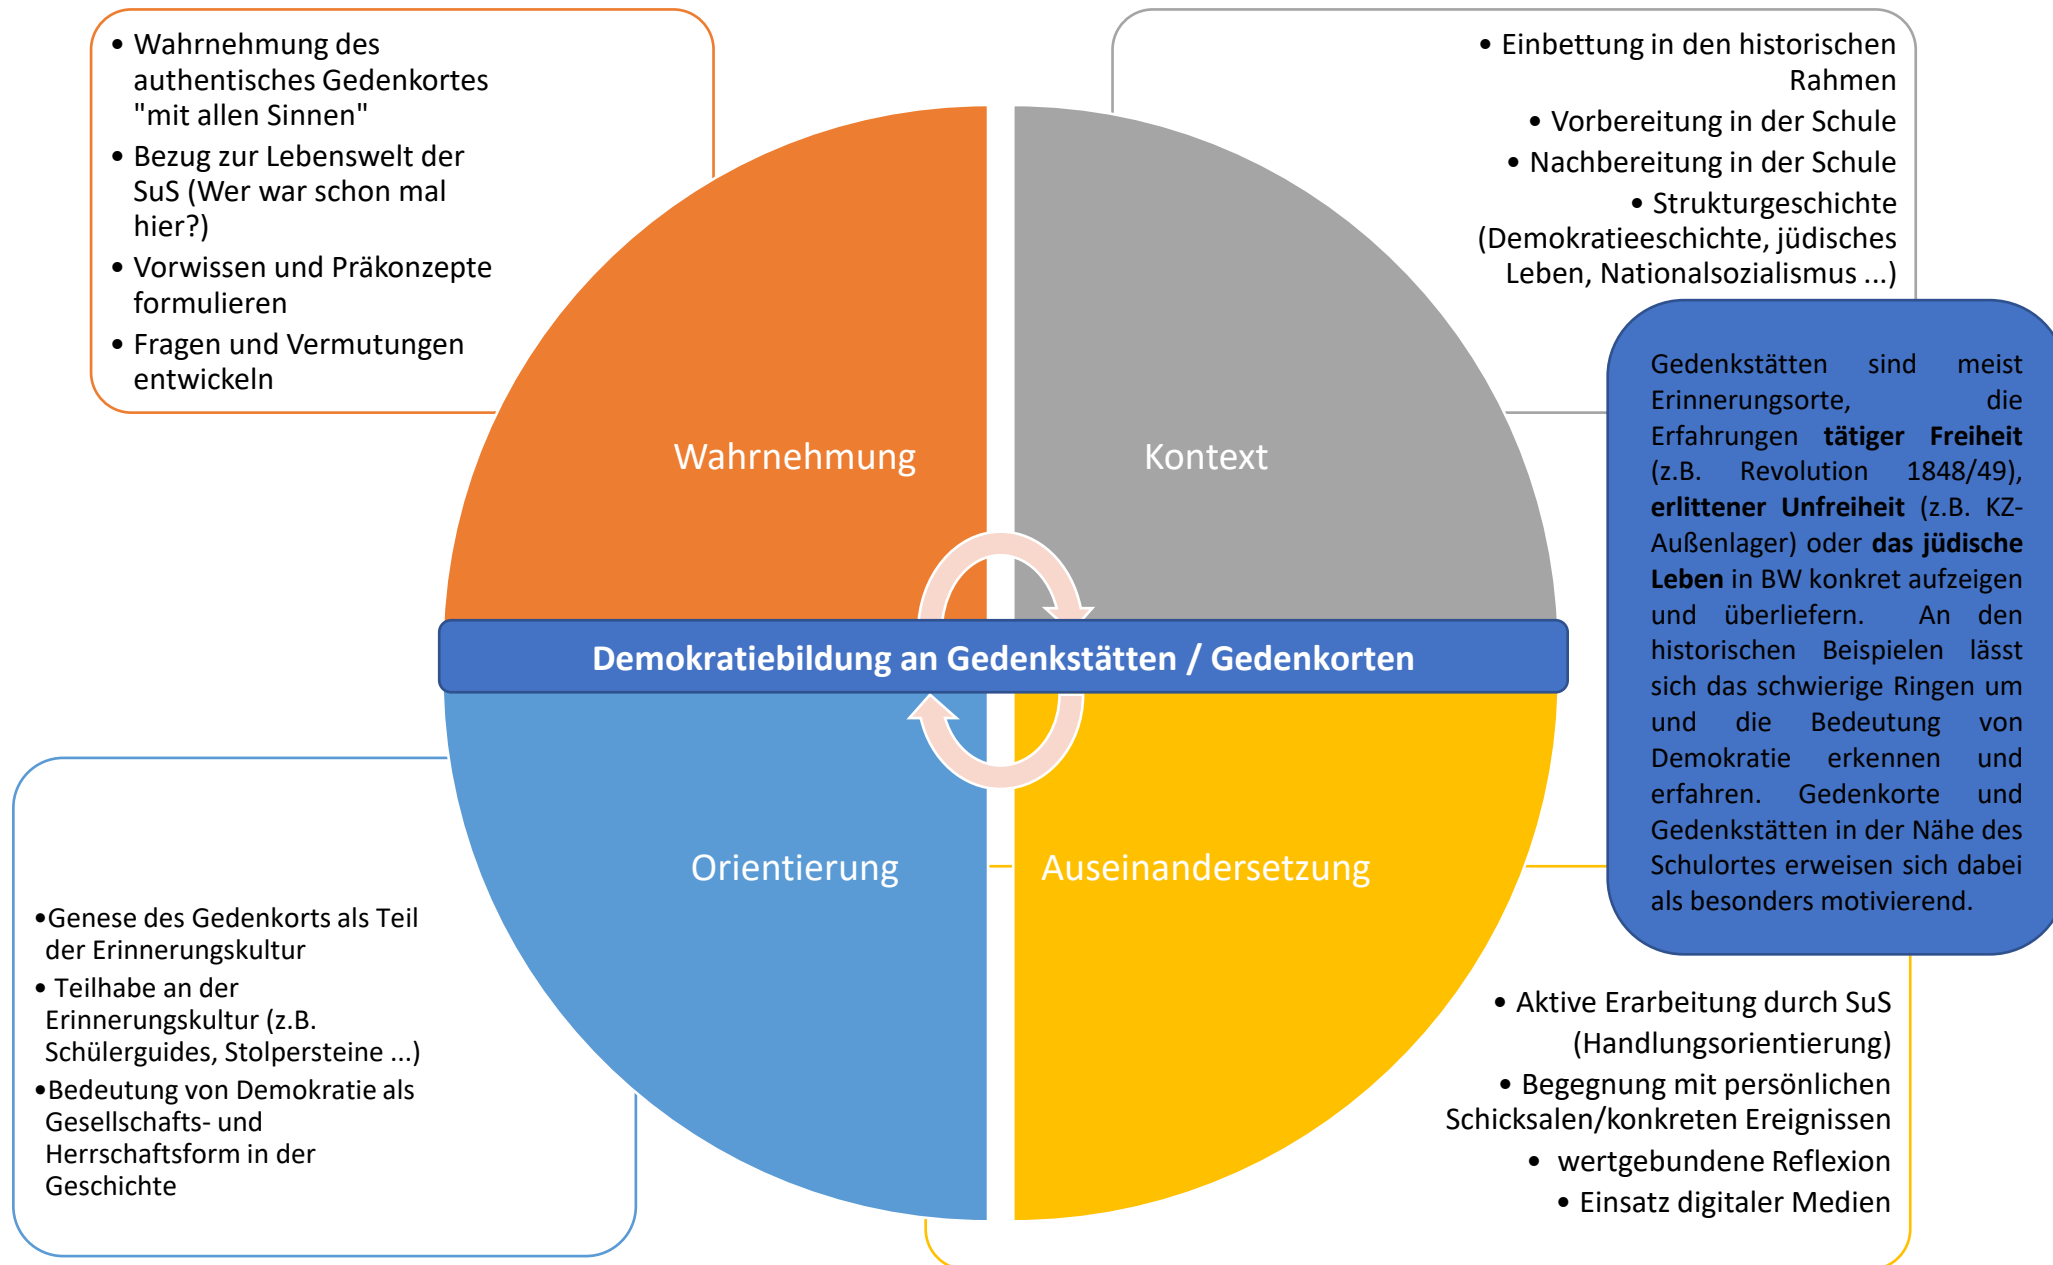 • Wahrnehmung des
authentisches Gedenkortes
"mit allen Sinnen"
• Bezug zur Lebenswelt der
SuS (Wer war schon mal
hier?)
• Vorwissen und Präkonzepte
formulieren
• Fragen und Vermutungen
entwickeln
• Einbettung in den historischen
Rahmen
• Vorbereitung in der Schule
• Nachbereitung in der Schule
• Strukturgeschichte
(Demokratieeschichte, jüdisches
Leben, Nationalsozialismus ...)
Wahrnehmung
Kontext
Demokratiebildung an Gedenkstätten / Gedenkorten
Orientierung
Auseinandersetzung
Gedenkstätten sind meist
Erinnerungsorte, die
Erfahrungen tätiger Freiheit
(z.B. Revolution 1848/49),
erlittener Unfreiheit (z.B. KZ-
Außenlager) oder das jüdische
Leben in BW konkret aufzeigen
und überliefern. An den
historischen Beispielen lässt
sich das schwierige Ringen um
und die Bedeutung von
Demokratie erkennen und
erfahren. Gedenkorte und
Gedenkstätten in der Nähe des
Schulortes erweisen sich dabei
als besonders motivierend.
•Genese des Gedenkorts als Teil
der Erinnerungskultur
• Teilhabe an der
Erinnerungskultur (z.B.
Schülerguides, Stolpersteine ...)
•Bedeutung von Demokratie als
Gesellschafts- und
Herrschaftsform in der
Geschichte
• Aktive Erarbeitung durch SuS
(Handlungsorientierung)
• Begegnung mit persönlichen
Schicksalen/konkreten Ereignissen
• wertgebundene Reflexion
• Einsatz digitaler Medien